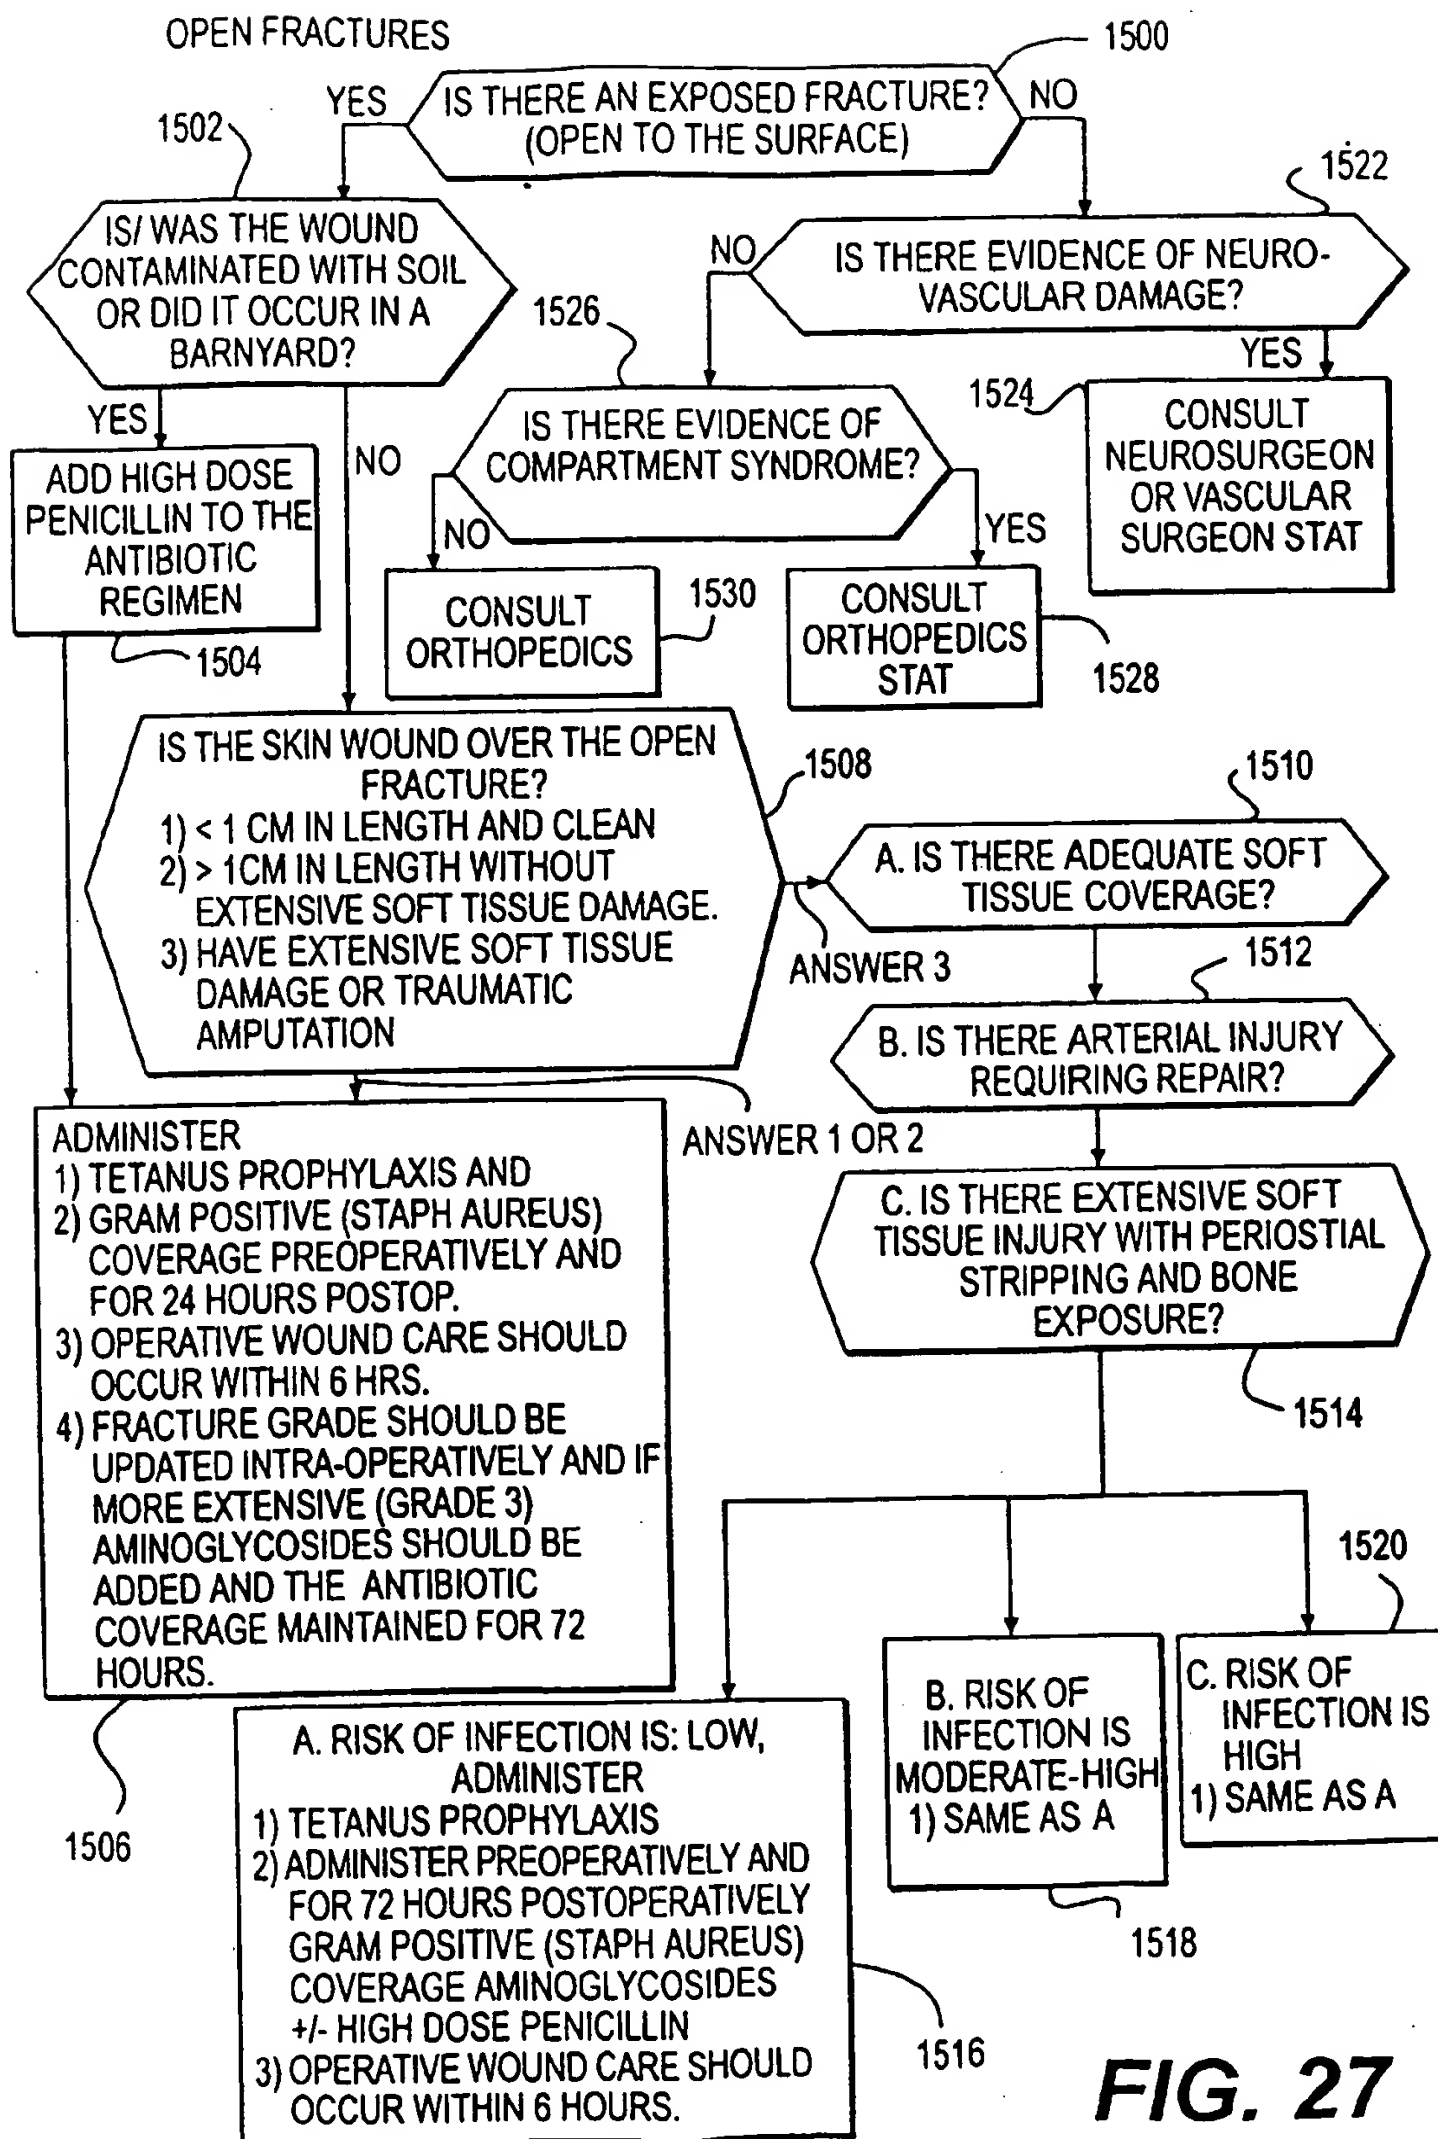 OPEN FRACTURES
1500
YES
IS THERE AN EXPOSED FRACTURE?
(OPEN TO THE SURFACE)
NO
1502
IS/ WAS THE WOUND
CONTAMINATED WITH SOIL
OR DID IT OCCUR IN A
BARNYARD?
1522
NO
IS THERE EVIDENCE OF NEURO-
VASCULAR DAMAGE?
YES
1526
IS THERE EVIDENCE OF
COMPARTMENT SYNDROME?
1524
CONSULT
NEUROSURGEON
OR VASCULAR
SURGEON STAT
YES
NO
ADD HIGH DOSE
PENICILLIN TO THE
ANTIBIOTIC
REGIMEN
1504
NO
YES
CONSULT
ORTHOPEDICS
1530
CONSULT
ORTHOPEDICS
STAT
1528
IS THE SKIN WOUND OVER THE OPEN
FRACTURE?
1) < 1 CM IN LENGTH AND CLEAN
2) > 1CM IN LENGTH WITHOUT
EXTENSIVE SOFT TISSUE DAMAGE.
3) HAVE EXTENSIVE SOFT TISSUE
DAMAGE OR TRAUMATIC
AMPUTATION
1508
ANSWER 3
1510
A. IS THERE ADEQUATE SOFT
TISSUE COVERAGE?
1512
B. IS THERE ARTERIAL INJURY
REQUIRING REPAIR?
ANSWER 1 OR 2
C. IS THERE EXTENSIVE SOFT
TISSUE INJURY WITH PERIOSTIAL
STRIPPING AND BONE
EXPOSURE?
1514
ADMINISTER
1) TETANUS PROPHYLAXIS AND
2) GRAM POSITIVE (STAPH AUREUS)
COVERAGE PREOPERATIVELY AND
FOR 24 HOURS POSTOP.
3) OPERATIVE WOUND CARE SHOULD
OCCUR WITHIN 6 HRS.
4) FRACTURE GRADE SHOULD BE
UPDATED INTRA-OPERATIVELY AND IF
MORE EXTENSIVE (GRADE 3)
AMINOGLYCOSIDES SHOULD BE
ADDED AND THE ANTIBIOTIC
COVERAGE MAINTAINED FOR 72
HOURS.
1506
A. RISK OF INFECTION IS: LOW,
ADMINISTER
1) TETANUS PROPHYLAXIS
2) ADMINISTER PREOPERATIVELY AND
FOR 72 HOURS POSTOPERATIVELY
GRAM POSITIVE (STAPH AUREUS)
COVERAGE AMINOGLYCOSIDES
+/- HIGH DOSE PENICILLIN
3) OPERATIVE WOUND CARE SHOULD
OCCUR WITHIN 6 HOURS.
1516
B. RISK OF
INFECTION IS
MODERATE-HIGH
1) SAME AS A
1518
1520
C. RISK OF
INFECTION IS
HIGH
1) SAME AS A
FIG. 27